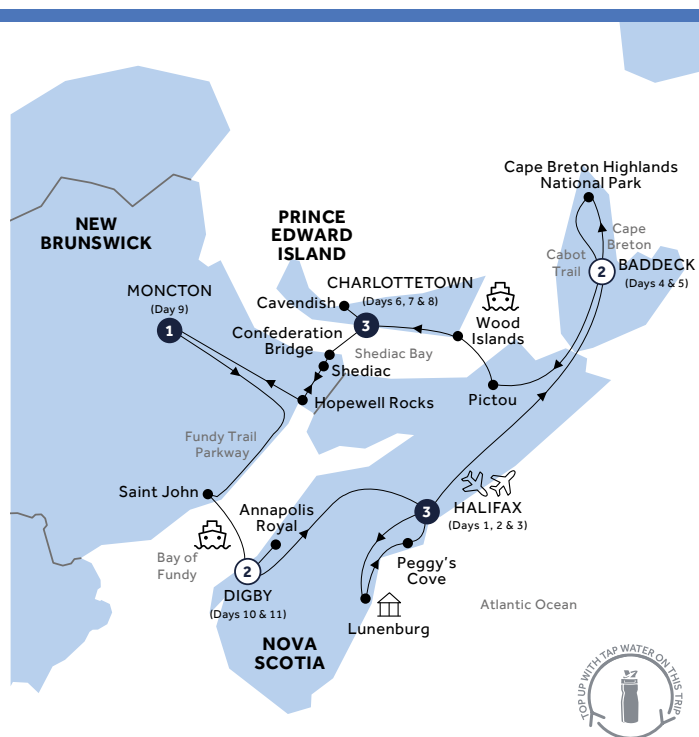 Cape Breton Highlands
National Park
NEW
BRUNSWICK
PRINCE
EDWARD
ISLAND
Cape
Breton
Cabot
Trail
2
BADDECK
(Days 4 & 5)
MONCTON
(Day 9)
1
CHARLOTTETOWN
(Days 6, 7 & 8)
Cavendish
3
Wood
Islands
Confederation
Bridge
Shediac Bay
Shediac
Pictou
Hopewell Rocks
Fundy Trail
Parkway
Saint John
Annapolis
Royal
3
HALIFAX
(Days 1, 2 & 3)
Bay of
Fundy
2
DIGBY
(Days 10 & 11)
Peggy's
Cove
Atlantic Ocean
Lunenburg
NOVA
SCOTIA
TOP UP WITH TAP WATER ON THIS TRIP